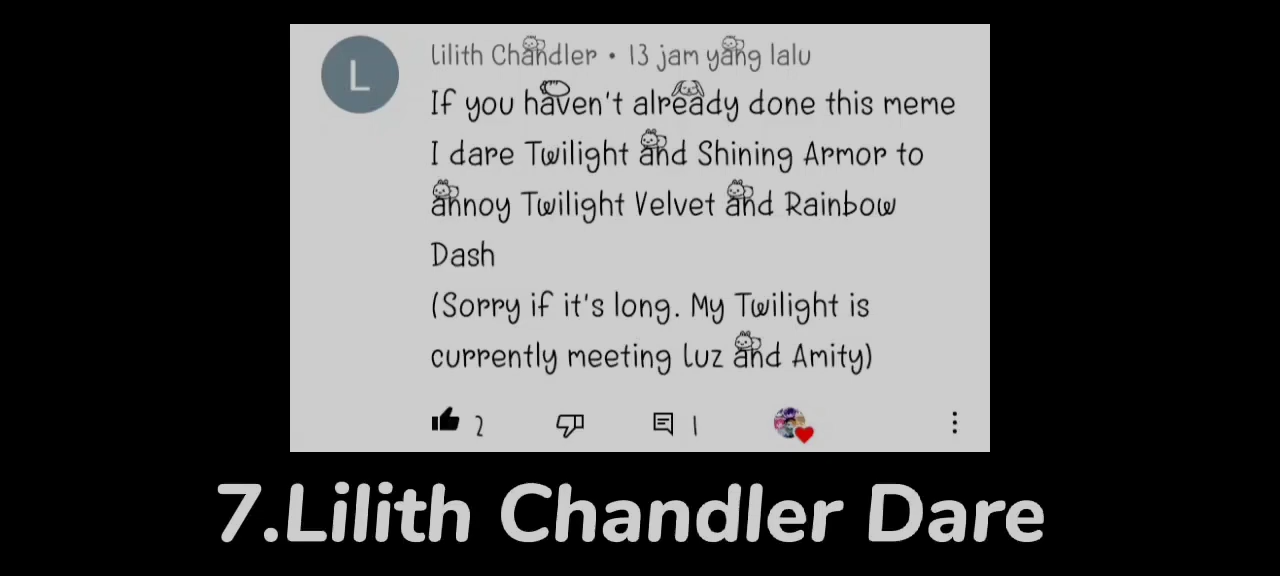 L
Lilith Chandler • 13 jam yang lalu
If you haven't already done this meme
I dare Twilight and Shining Armor to
annoy Twilight Velvet and Rainbow
Dash
(Sorry if it's long. My Twilight is
currently meeting Luz and Amity)
2 1
7.Lilith Chandler Dare